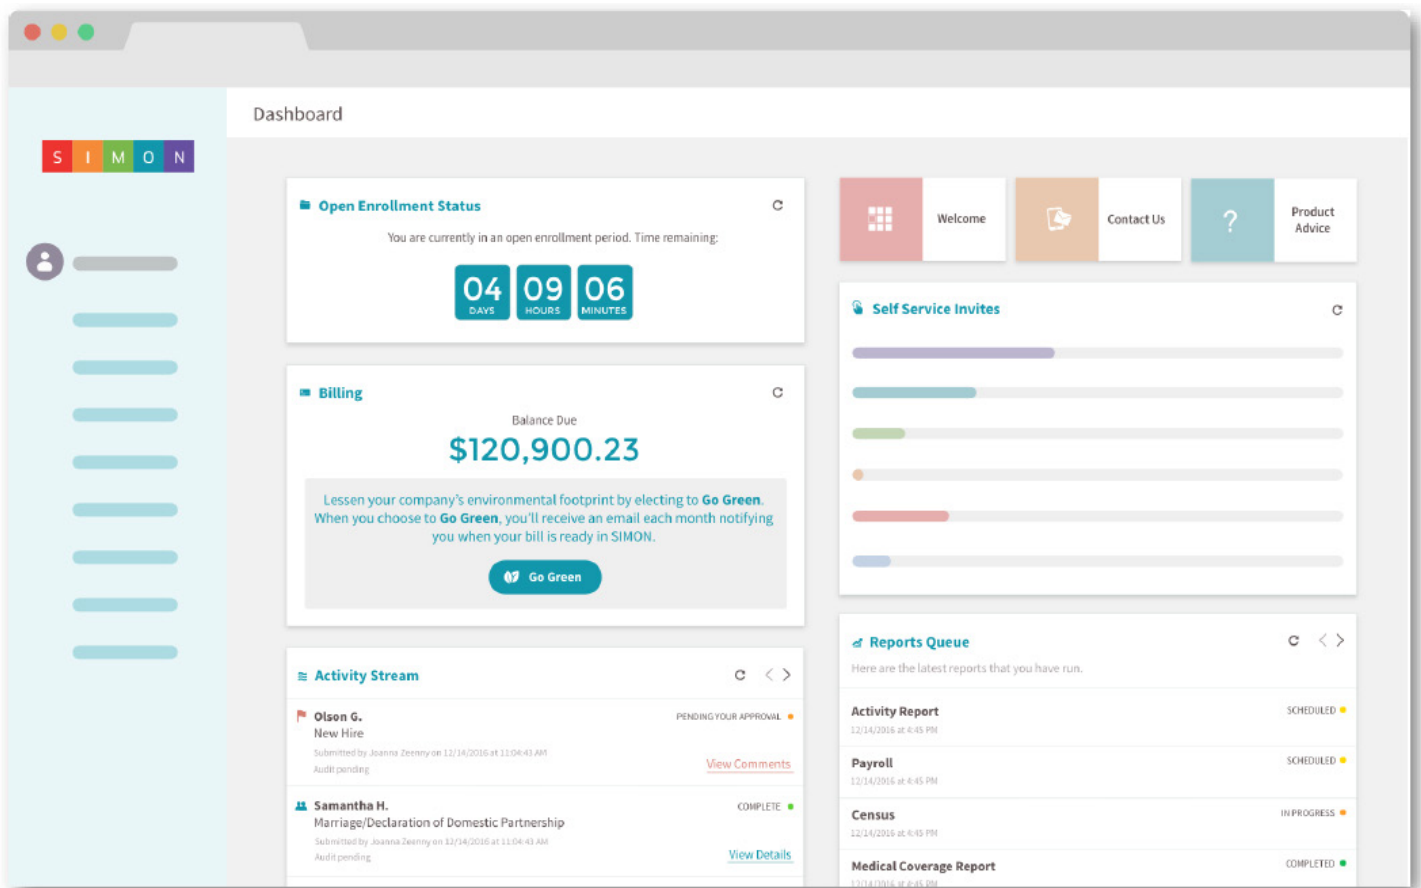 Dashboard
SIMON
Open Enrollment Status
You are currently in an open enrollment period. Time remaining:
04 09 06
DAYS HOURS MINUTES
Billing
Balance Due
$120,900.23
Lessen your company's environmental footprint by electing to Go Green.
When you choose to Go Green, you'll receive an email each month notifying
you when your bill is ready in SIMON.
Go Green
Activity Stream
Olson G.
PENDING YOUR APPROVAL
New Hire
Submitted by Joanna Zeenny on 12/14/2016 at 11:04:43 AM
Audit pending
View Comments
Samantha H.
COMPLETE
Marriage/Declaration of Domestic Partnership
Submitted by Joanna Zeenny on 12/14/2016 at 11:04:43 AM
Audit pending
View Details
Welcome
Contact Us
?
Product
Advice
Self Service Invites
Reports Queue
Here are the latest reports that you have run.
Activity Report
SCHEDULED
12/14/2016 at 4:45 PM
Payroll
SCHEDULED
12/14/2016 at 4:45 PM
Census
IN PROGRESS
12/14/2016 at 4:45 PM
Medical Coverage Report
COMPLETED
12/14/2016 at 4:45 PM